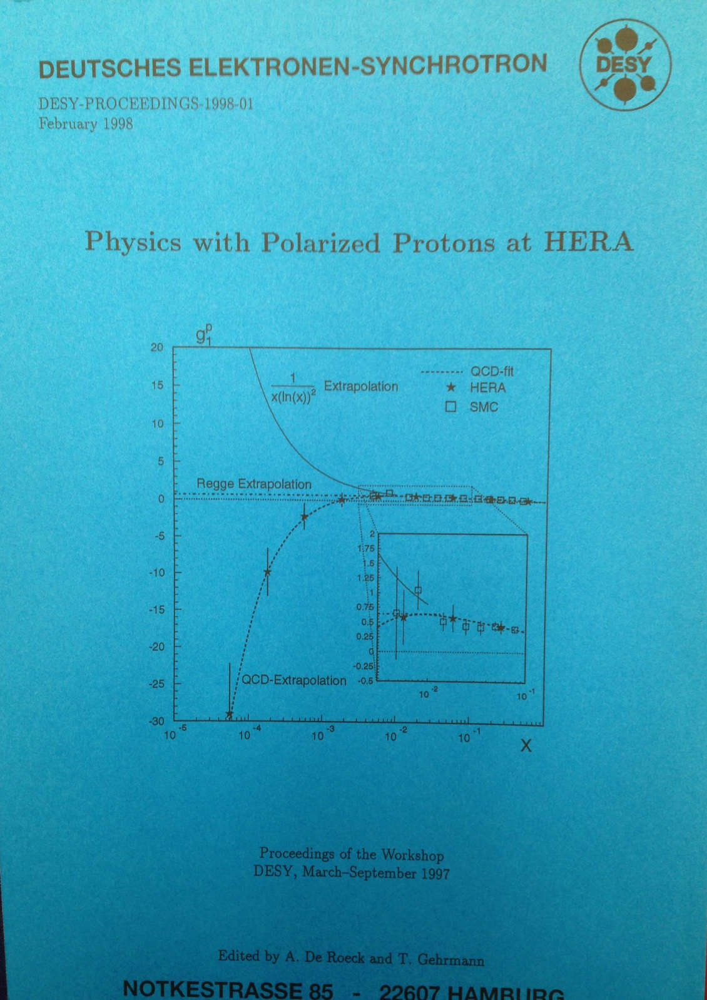 DEUTSCHES ELEKTRONEN-SYNCHROTRON
DESY
DESY-PROCEEDINGS-1998-01
February 1998
Physics with Polarized Protons at HERA
g₁ᵖ
20
15
10
5
0
-5
-10
-15
-20
-25
-30
1
x(ln(x))²
Extrapolation
QCD-fit
HERA
SMC
Regge Extrapolation
QCD-Extrapolation
2
1.75
1.5
1.25
1
0.75
0.5
0.25
0
-0.25
-0.5
10⁻² 10⁻¹
10⁻⁵ 10⁻⁴ 10⁻³ 10⁻² 10⁻¹
X
Proceedings of the Workshop
DESY, March–September 1997
Edited by A. De Roeck and T. Gehrmann
NOTKESTRASSE 85 - 22607 HAMBURG